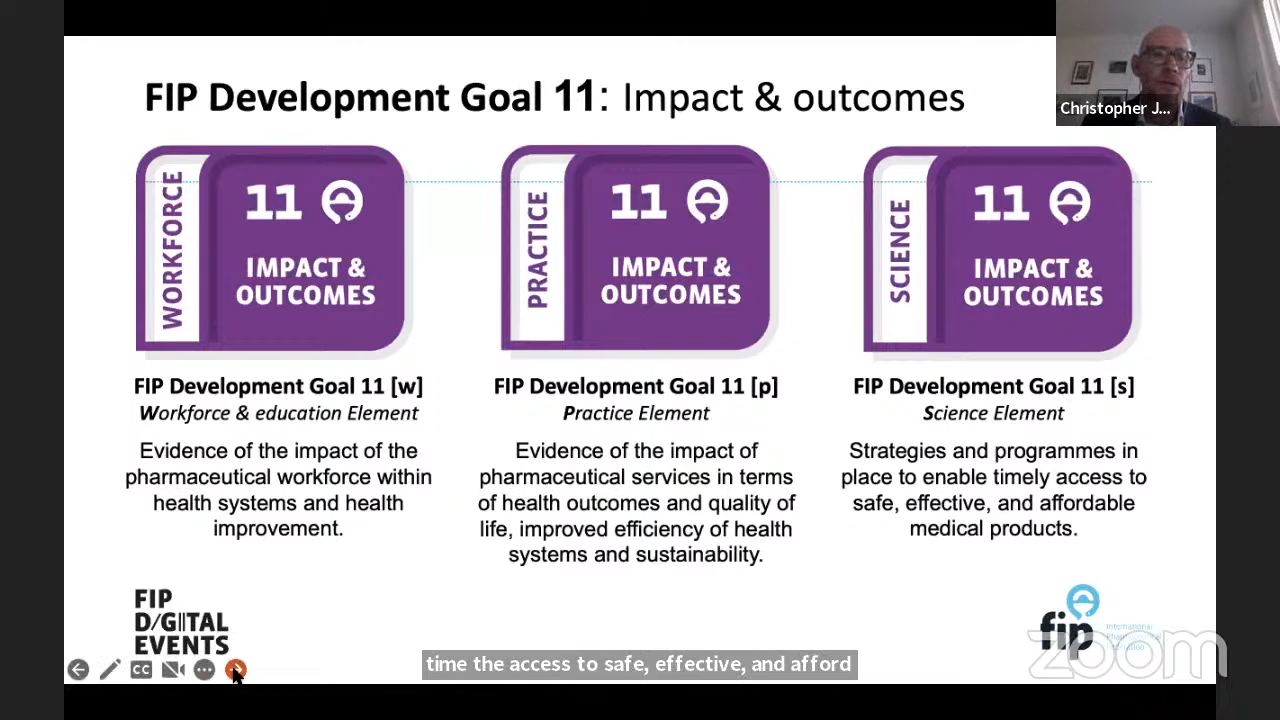 FIP Development Goal 11: Impact & outcomes
Christopher J...
WORKFORCE
11
IMPACT &
OUTCOMES
PRACTICE
11
IMPACT &
OUTCOMES
SCIENCE
11
IMPACT &
OUTCOMES
FIP Development Goal 11 [w]
Workforce & education Element
Evidence of the impact of the
pharmaceutical workforce within
health systems and health
improvement.
FIP Development Goal 11 [p]
Practice Element
Evidence of the impact of
pharmaceutical services in terms
of health outcomes and quality of
life, improved efficiency of health
systems and sustainability.
FIP Development Goal 11 [s]
Science Element
Strategies and programmes in
place to enable timely access to
safe, effective, and affordable
medical products.
FIP
DIGITAL
EVENTS
fip
International
Pharmaceutical
Federation
zoom
CC
time the access to safe, effective, and afford